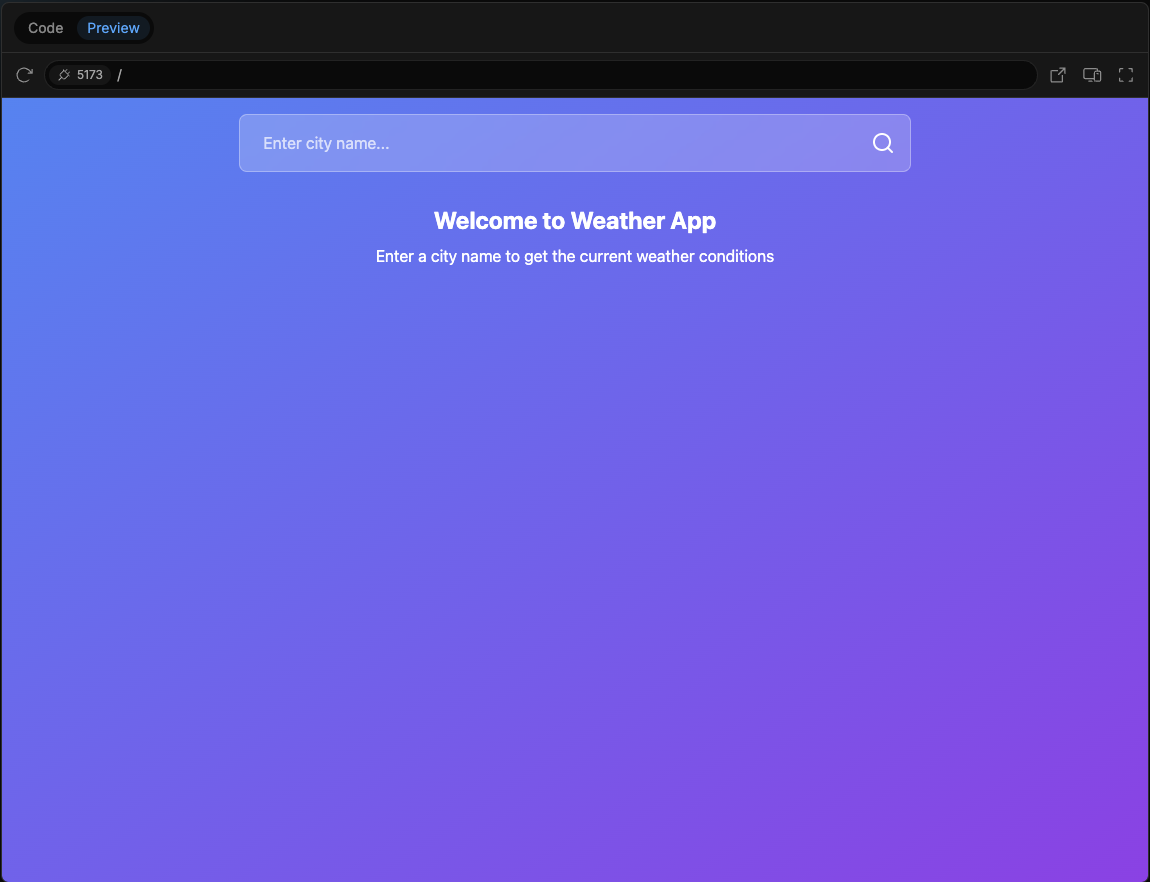 Code Preview
5173 /
Enter city name...
Welcome to Weather App
Enter a city name to get the current weather conditions